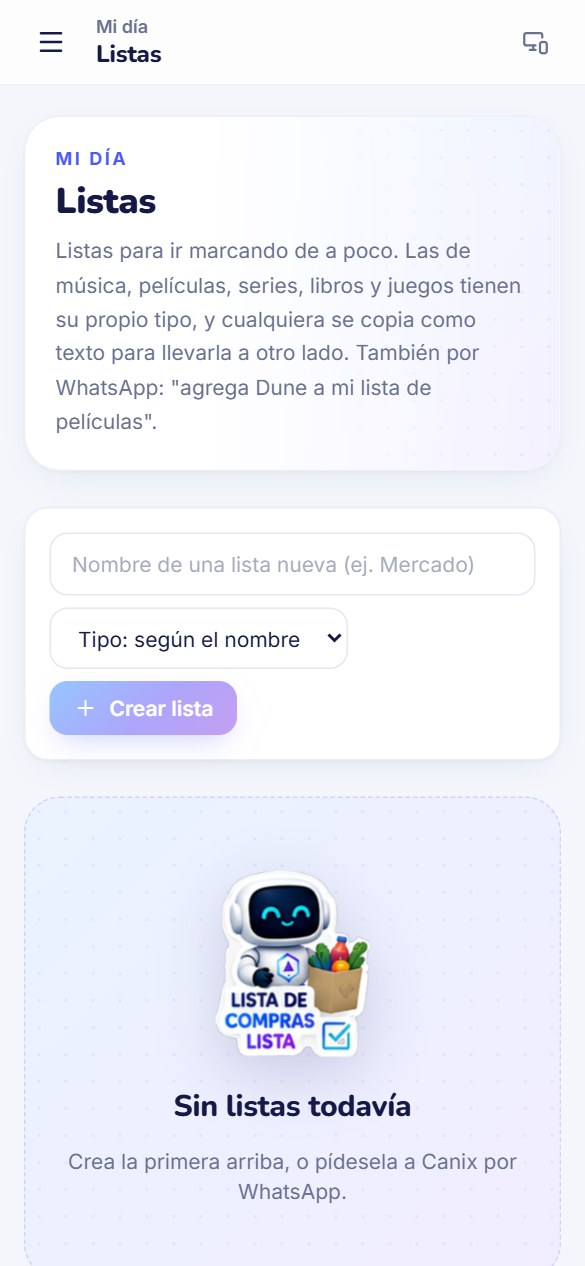 Mi día
Listas
MI DÍA
Listas
Listas para ir marcando de a poco. Las de
música, películas, series, libros y juegos tienen
su propio tipo, y cualquiera se copia como
texto para llevarla a otro lado. También por
WhatsApp: "agrega Dune a mi lista de
películas".
Nombre de una lista nueva (ej. Mercado)
Tipo: según el nombre
Crear lista
LISTA DE
COMPRAS
LISTA
Sin listas todavía
Crea la primera arriba, o pídesela a Canix por
WhatsApp.